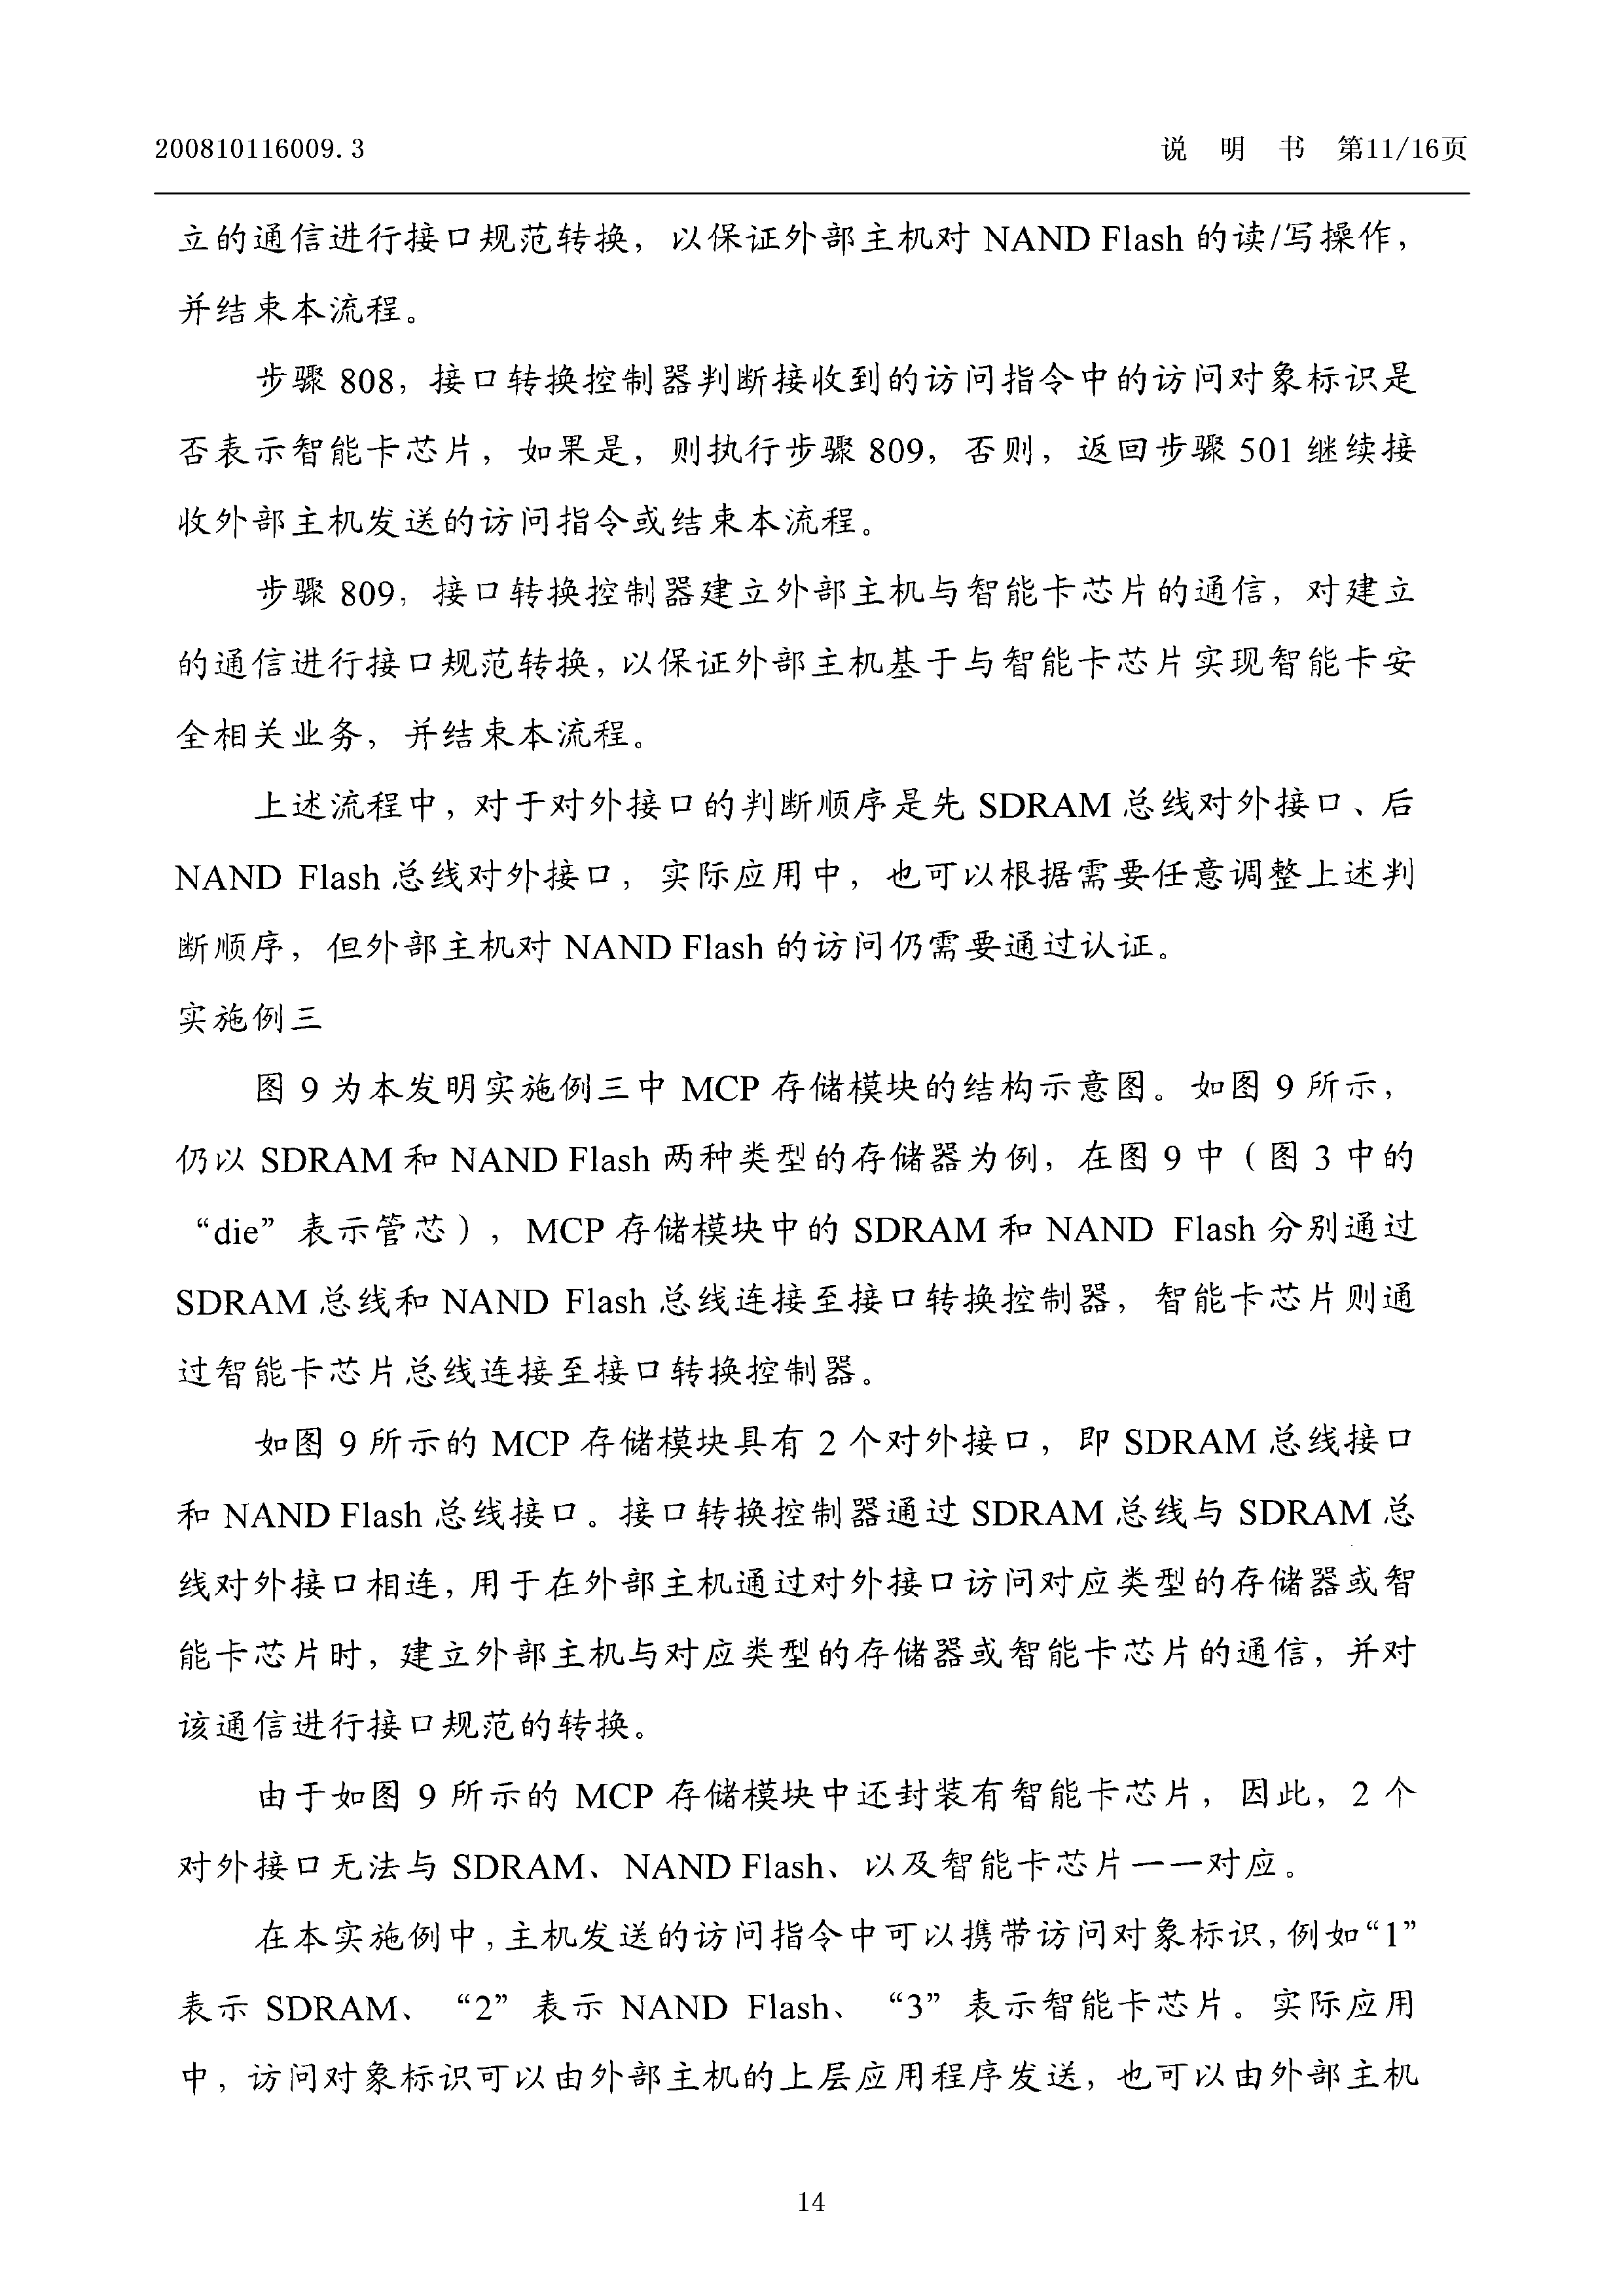 200810116009.3 说 明 书 第11/16页
立的通信进行接口规范转换，以保证外部主机对 NAND Flash 的读/写操作，
并结束本流程。
步骤 808，接口转换控制器判断接收到的访问指令中的访问对象标识是
否表示智能卡芯片，如果是，则执行步骤 809，否则，返回步骤 501 继续接
收外部主机发送的访问指令或结束本流程。
步骤 809，接口转换控制器建立外部主机与智能卡芯片的通信，对建立
的通信进行接口规范转换，以保证外部主机基于与智能卡芯片实现智能卡安
全相关业务，并结束本流程。
上述流程中，对于对外接口的判断顺序是先 SDRAM 总线对外接口、后
NAND Flash 总线对外接口，实际应用中，也可以根据需要任意调整上述判
断顺序，但外部主机对 NAND Flash 的访问仍需要通过认证。
实施例三
图 9 为本发明实施例三中 MCP 存储模块的结构示意图。如图 9 所示，
仍以 SDRAM 和 NAND Flash 两种类型的存储器为例，在图 9 中（图 3 中的
“die”表示管芯），MCP 存储模块中的 SDRAM 和 NAND Flash 分别通过
SDRAM 总线和 NAND Flash 总线连接至接口转换控制器，智能卡芯片则通
过智能卡芯片总线连接至接口转换控制器。
如图 9 所示的 MCP 存储模块具有 2 个对外接口，即 SDRAM 总线接口
和 NAND Flash 总线接口。接口转换控制器通过 SDRAM 总线与 SDRAM 总
线对外接口相连，用于在外部主机通过对外接口访问对应类型的存储器或智
能卡芯片时，建立外部主机与对应类型的存储器或智能卡芯片的通信，并对
该通信进行接口规范的转换。
由于如图 9 所示的 MCP 存储模块中还封装有智能卡芯片，因此，2 个
对外接口无法与 SDRAM、NAND Flash、以及智能卡芯片一一对应。
在本实施例中，主机发送的访问指令中可以携带访问对象标识，例如“1”
表示 SDRAM、“2”表示 NAND Flash、“3”表示智能卡芯片。实际应用
中，访问对象标识可以由外部主机的上层应用程序发送，也可以由外部主机
14